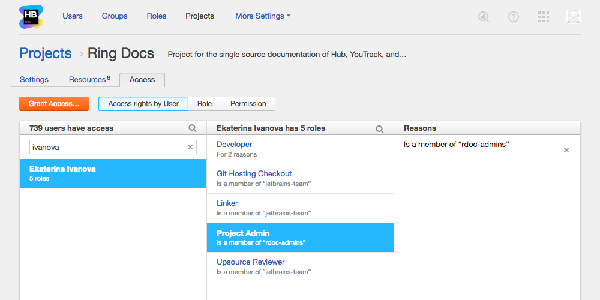 HB
Users Groups Roles Projects More Settings
Projects › Ring Docs Project for the single source documentation of Hub, YouTrack, and...
Settings Resources 6 Access
Grant Access... Access rights by User Role Permission
739 users have access
ivanova
Ekaterina Ivanova
5 roles
Ekaterina Ivanova has 5 roles
Developer
For 2 reasons
Git Hosting Checkout
Is a member of "jetbrains-team"
Linker
Is a member of "jetbrains-team"
Project Admin
Is a member of "rdoc-admins"
Upsource Reviewer
Is a member of "jetbrains-team"
Reasons
Is a member of "rdoc-admins"